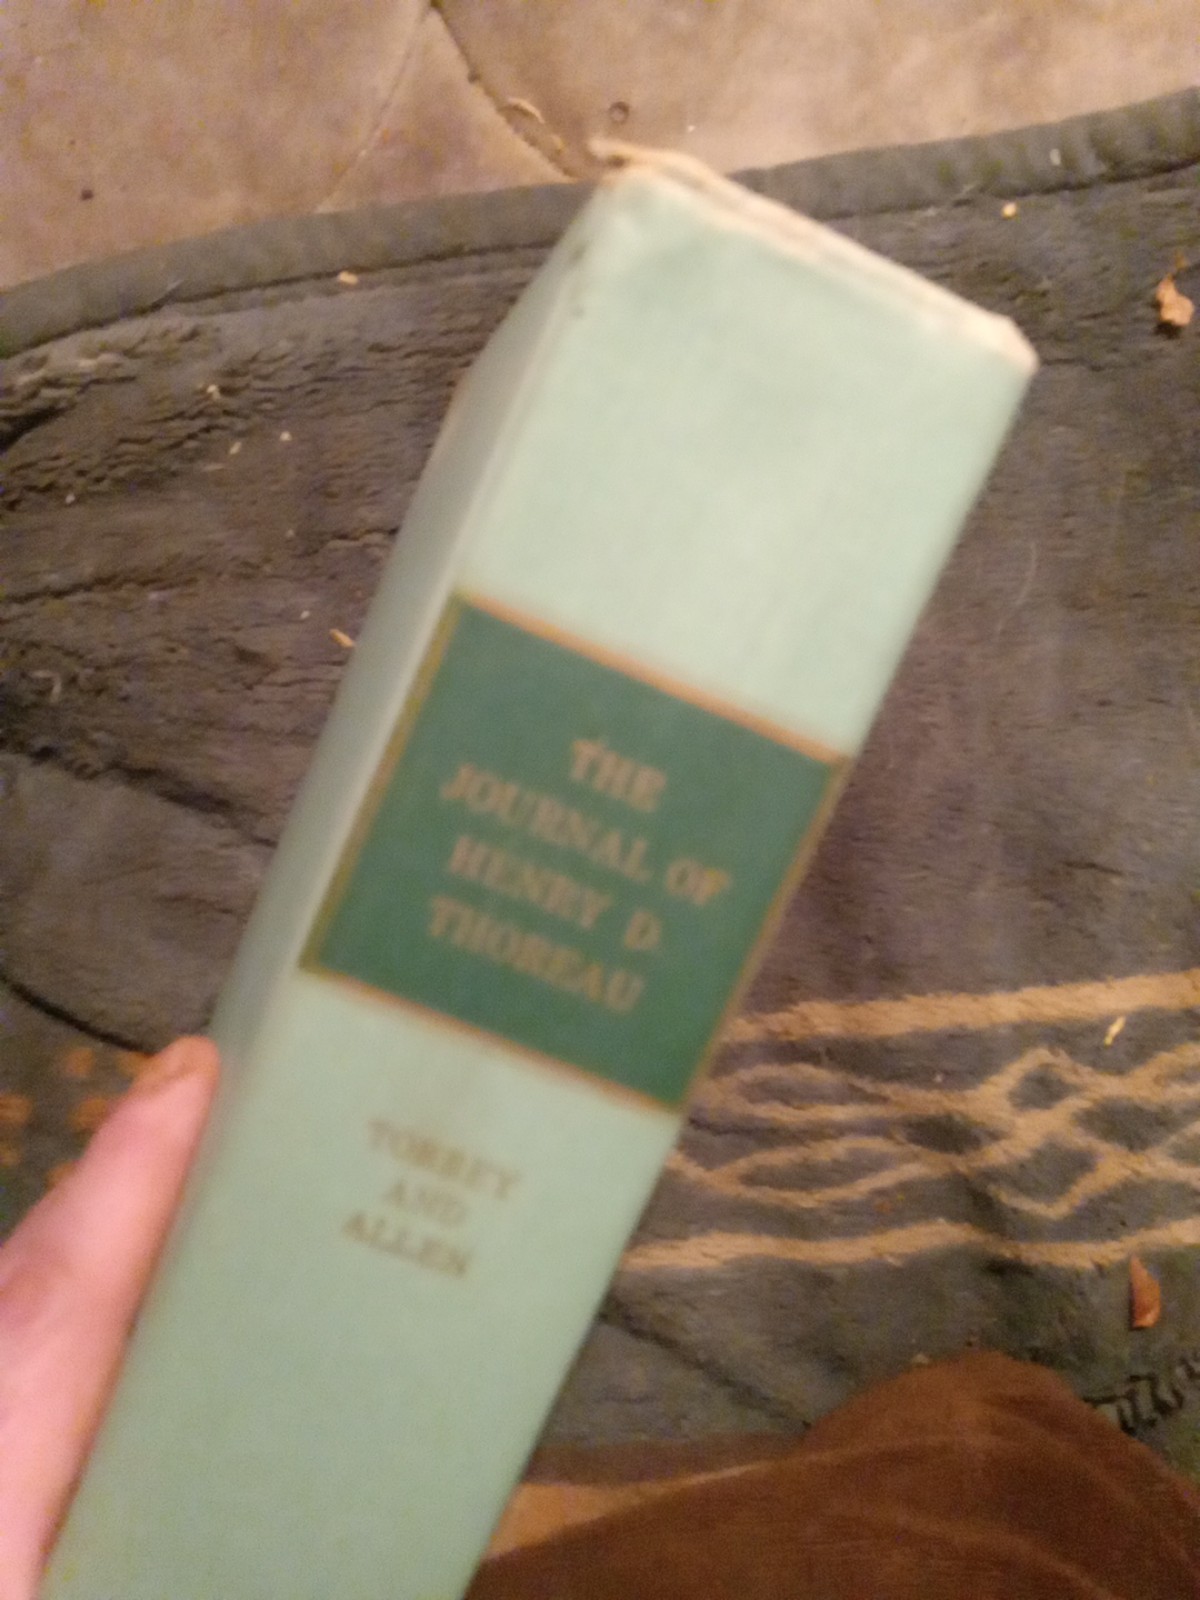 THE
JOURNAL OF
HENRY D.
THOREAU
TORREY
AND
ALLEN